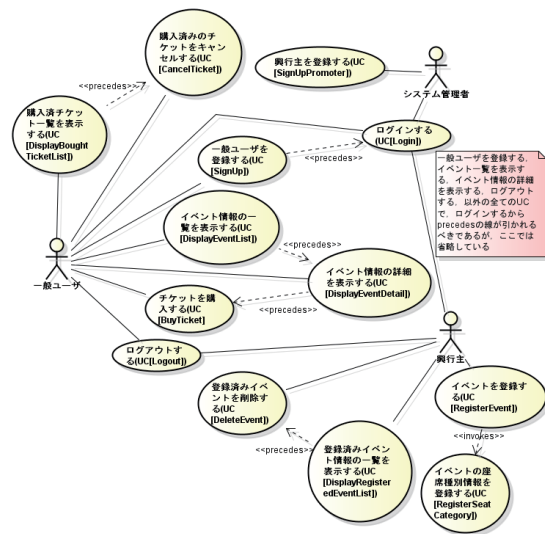 購入済みのチ
ケットをキャン
セルする(UC
[CancelTicket)
興行主を登録する(UC
[SignUpPromoter])
システム管理者
<<precedes>>
購入済チケッ
ト一覧を表示
する(UC
[DisplayBought
TicketList)
一般ユーザを
登録する(UC
[SignUp])
<<precedes>>
ログインする
(UC[Login])
一般ユーザを登録する、
イベント一覧を表示す
る、イベント情報の詳細
を表示する、ログアウト
する、以外の全てのUC
で、ログインするから
precedesの線が引かれる
べきであるが、ここでは
省略している
イベント情報の一
覧を表示する(UC
[DisplayEventList)
<<precedes>>
一般ユーザ
イベント情報の詳細
を表示する(UC
[DisplayEventDetail)
チケットを購
入する(UC
[BuyTicket]
<<precedes>>
ログアウトす
る(UC[Logout])
興行主
登録済みイベ
ントを削除す
る(UC
[DeleteEvent)
イベントを登録す
る(UC
[RegisterEvent)
<<precedes>>
<<invokes>>
登録済みイベン
ト情報の一覧を
表示する(UC
[DisplayRegister
edEventList])
イベントの座
席種別情報を
登録する(UC
[RegisterSeat
Category]